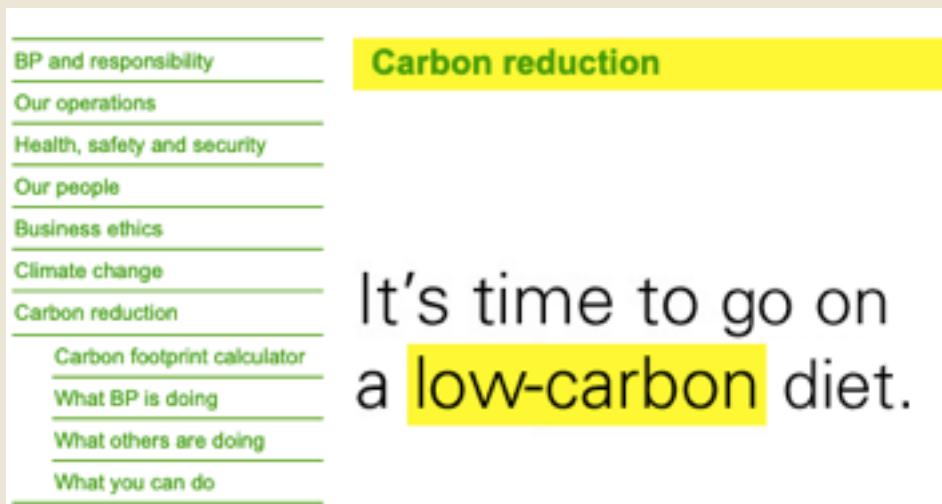 BP and responsibility
Our operations
Health, safety and security
Our people
Business ethics
Climate change
Carbon reduction
Carbon footprint calculator
What BP is doing
What others are doing
What you can do
Carbon reduction
It's time to go on
a low-carbon diet.